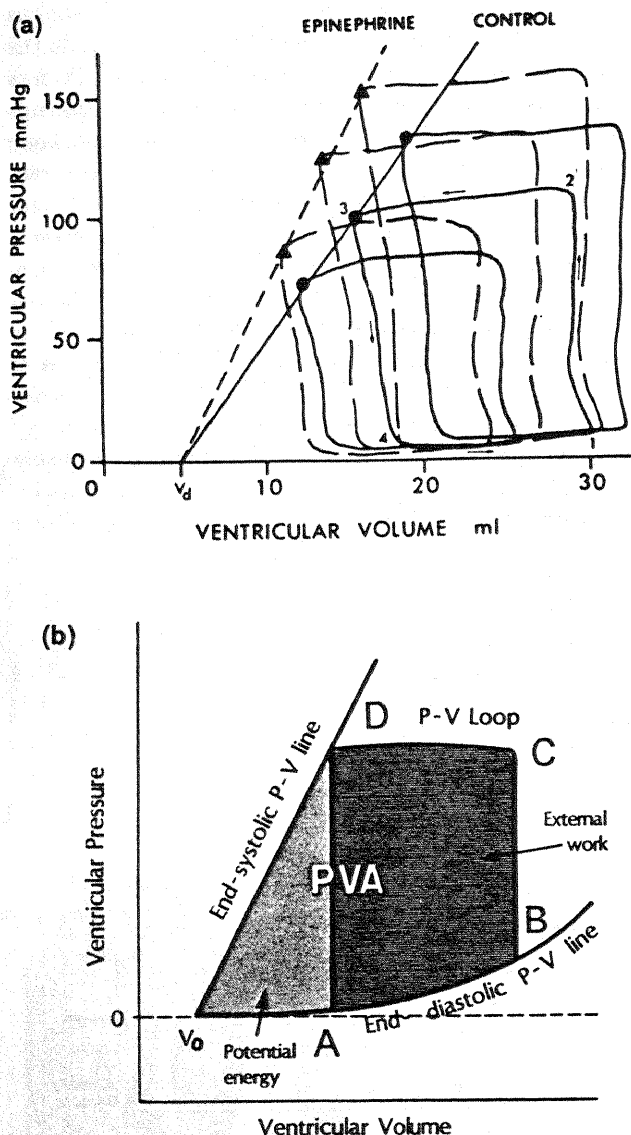 (a)
EPINEPHRINE
CONTROL
VENTRICULAR PRESSURE mmHg
150
100
50
0
2
3
4
0
Vd
10
20
30
VENTRICULAR VOLUME ml
(b)
Ventricular Pressure
End-systolic P-V line
D
P-V Loop
C
External
work
PVA
B
0
V0
Potential
energy
A
End-diastolic P-V line
Ventricular Volume